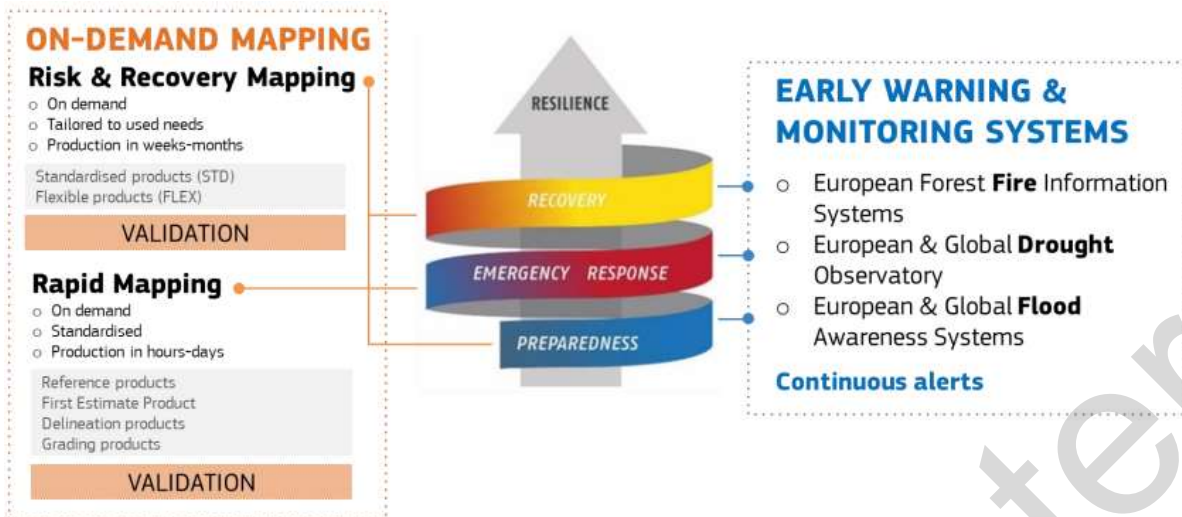 ON-DEMAND MAPPING
Risk & Recovery Mapping
○ On demand
○ Tailored to used needs
○ Production in weeks-months
Standardised products (STD)
Flexible products (FLEX)
VALIDATION
Rapid Mapping
○ On demand
○ Standardised
○ Production in hours-days
Reference products
First Estimate Product
Delineation products
Grading products
VALIDATION
RESILIENCE
RECOVERY
EMERGENCY RESPONSE
PREPAREDNESS
EARLY WARNING &
MONITORING SYSTEMS
○ European Forest Fire Information
Systems
○ European & Global Drought
Observatory
○ European & Global Flood
Awareness Systems
Continuous alerts